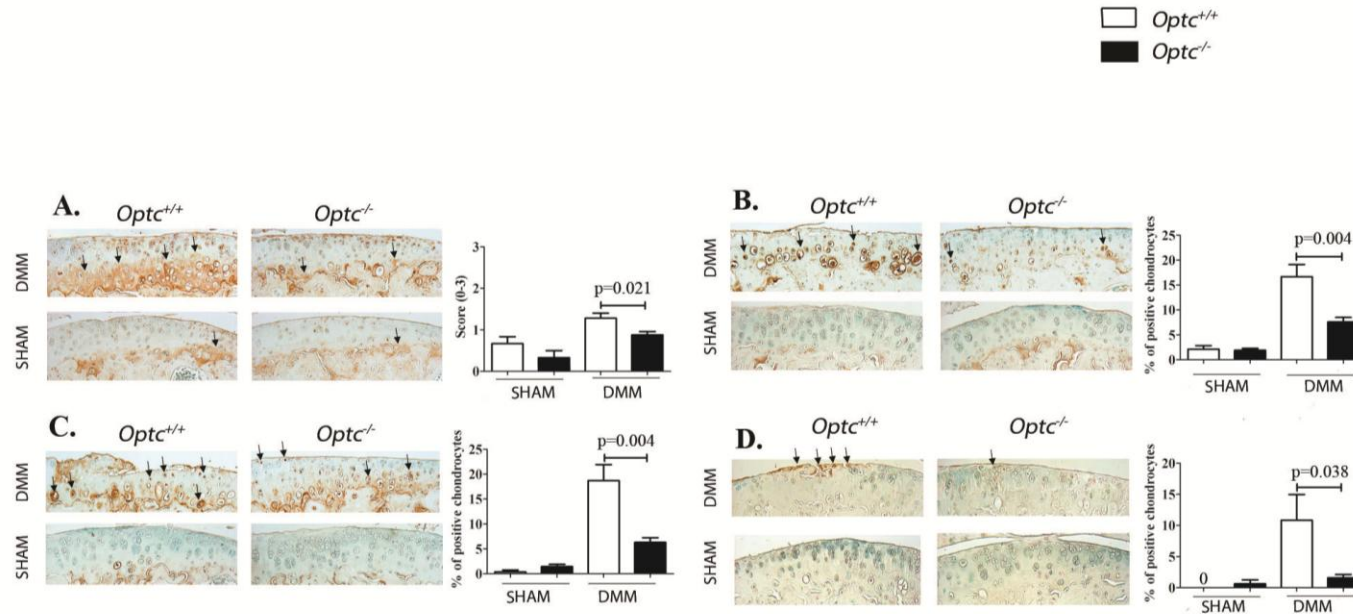 Optc+/+
Optc-/-
A.
Optc+/+
Optc-/-
DMM
SHAM
Score (0-3)
3
2
1
0
p=0.021
SHAM
DMM
B.
Optc+/+
Optc-/-
DMM
SHAM
% of positive chondrocytes
25
20
15
10
5
0
p=0.004
SHAM
DMM
C.
Optc+/+
Optc-/-
DMM
SHAM
% of positive chondrocytes
25
20
15
10
5
0
p=0.004
SHAM
DMM
D.
Optc+/+
Optc-/-
DMM
SHAM
% of positive chondrocytes
20
15
10
5
0
0
p=0.038
SHAM
DMM